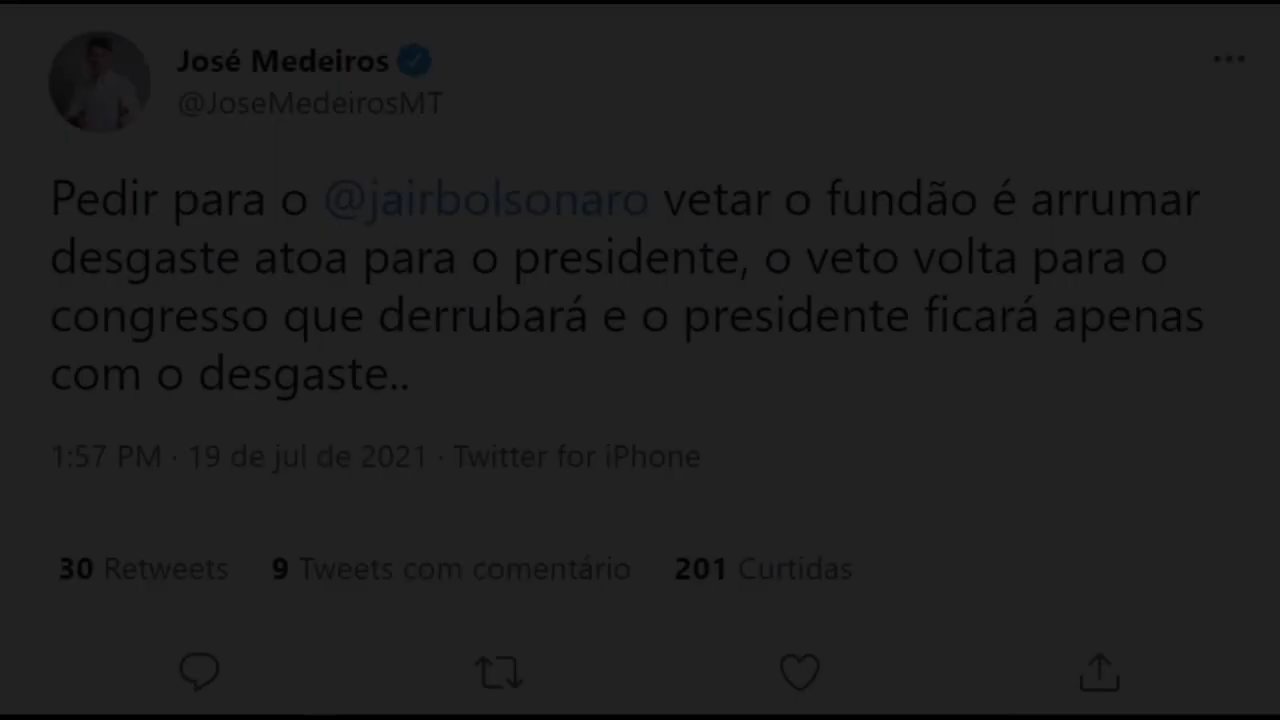 José Medeiros
@JoseMedeirosMT
Pedir para o @jairbolsonaro vetar o fundão é arrumar
desgaste atoa para o presidente, o veto volta para o
congresso que derrubará e o presidente ficará apenas
com o desgaste..
1:57 PM · 19 de jul de 2021 · Twitter for iPhone
30 Retweets 9 Tweets com comentário 201 Curtidas